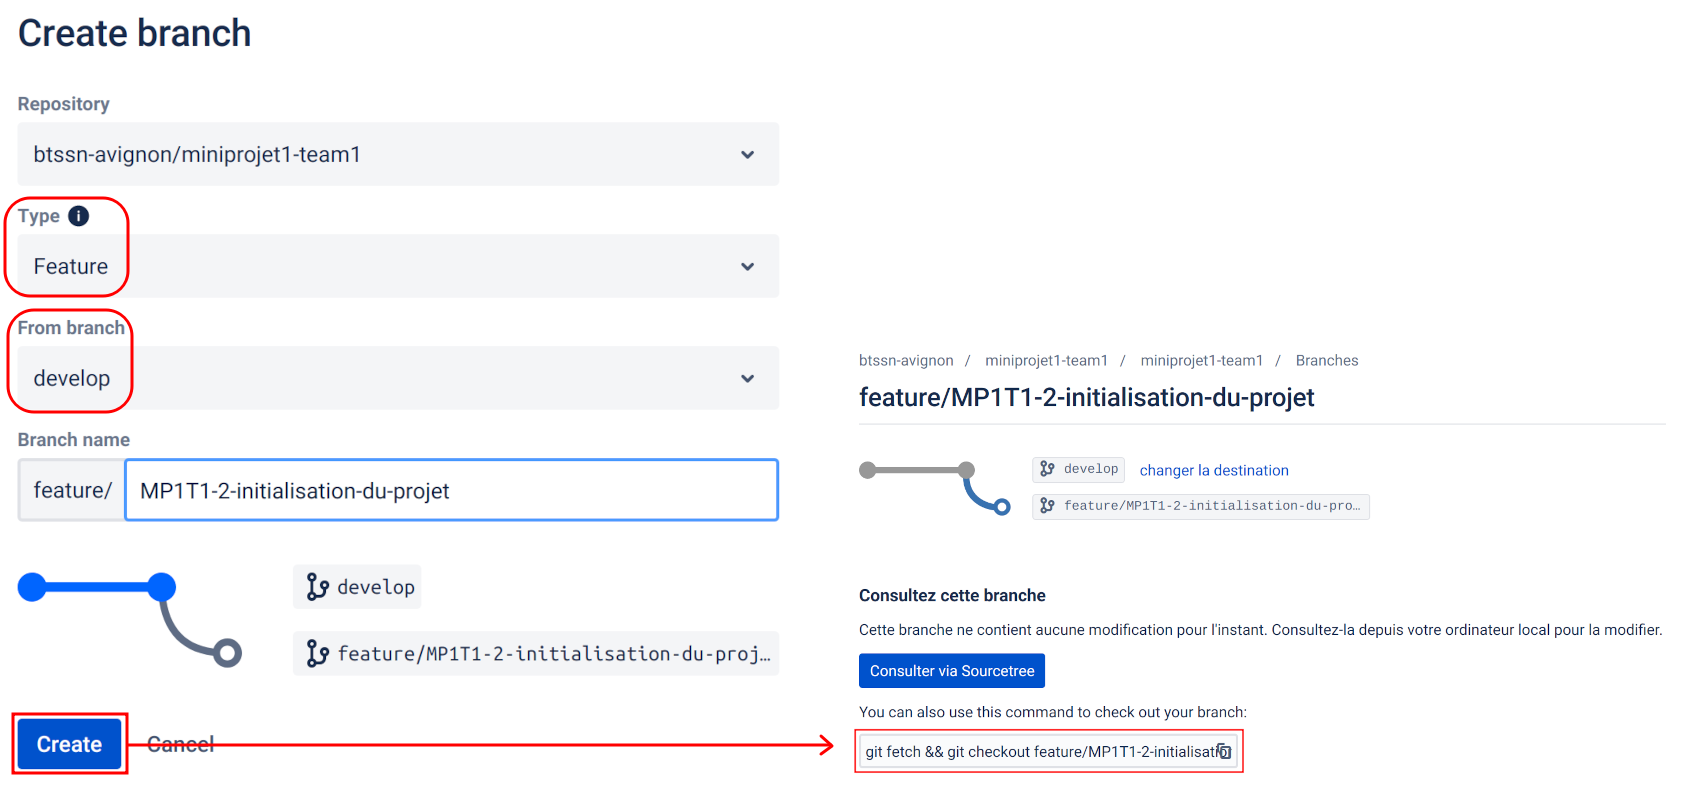 Create branch
Repository
btssn-avignon/miniprojet1-team1
Type
Feature
From branch
develop
Branch name
feature/ MP1T1-2-initialisation-du-projet
develop
feature/MP1T1-2-initialisation-du-proj…
Create Cancel
btssn-avignon / miniprojet1-team1 / miniprojet1-team1 / Branches
feature/MP1T1-2-initialisation-du-projet
develop changer la destination
feature/MP1T1-2-initialisation-du-pro…
Consultez cette branche
Cette branche ne contient aucune modification pour l'instant. Consultez-la depuis votre ordinateur local pour la modifier.
Consulter via Sourcetree
You can also use this command to check out your branch:
git fetch && git checkout feature/MP1T1-2-initialisatio